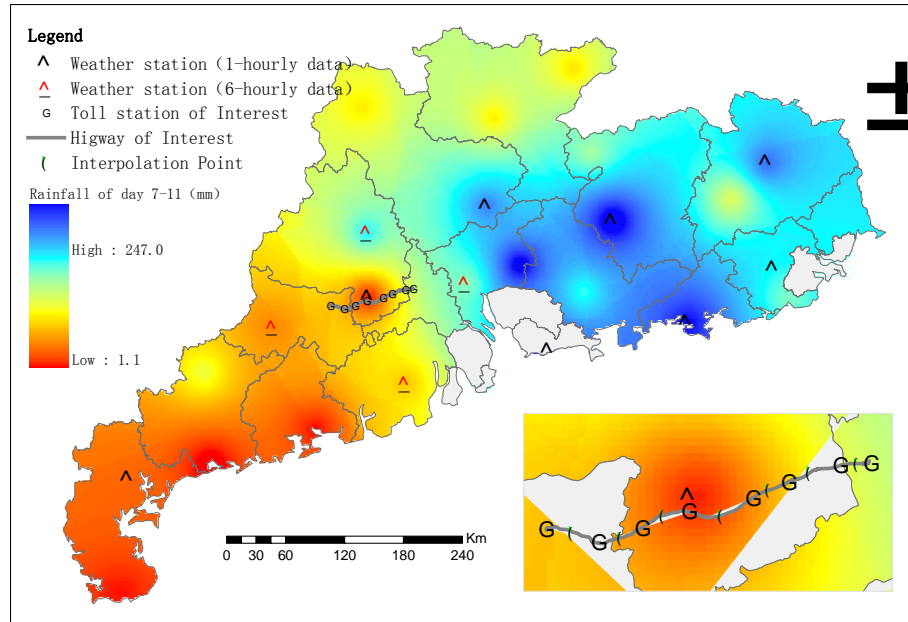 Legend
^ Weather station (1-hourly data)
^ Weather station (6-hourly data)
G Toll station of Interest
Higway of Interest
( Interpolation Point
Rainfall of day 7-11 (mm)
High : 247.0
Low : 1.1
G G G G G G G G
0 15 30 60 120 180 240 Km
G G G G G G G G